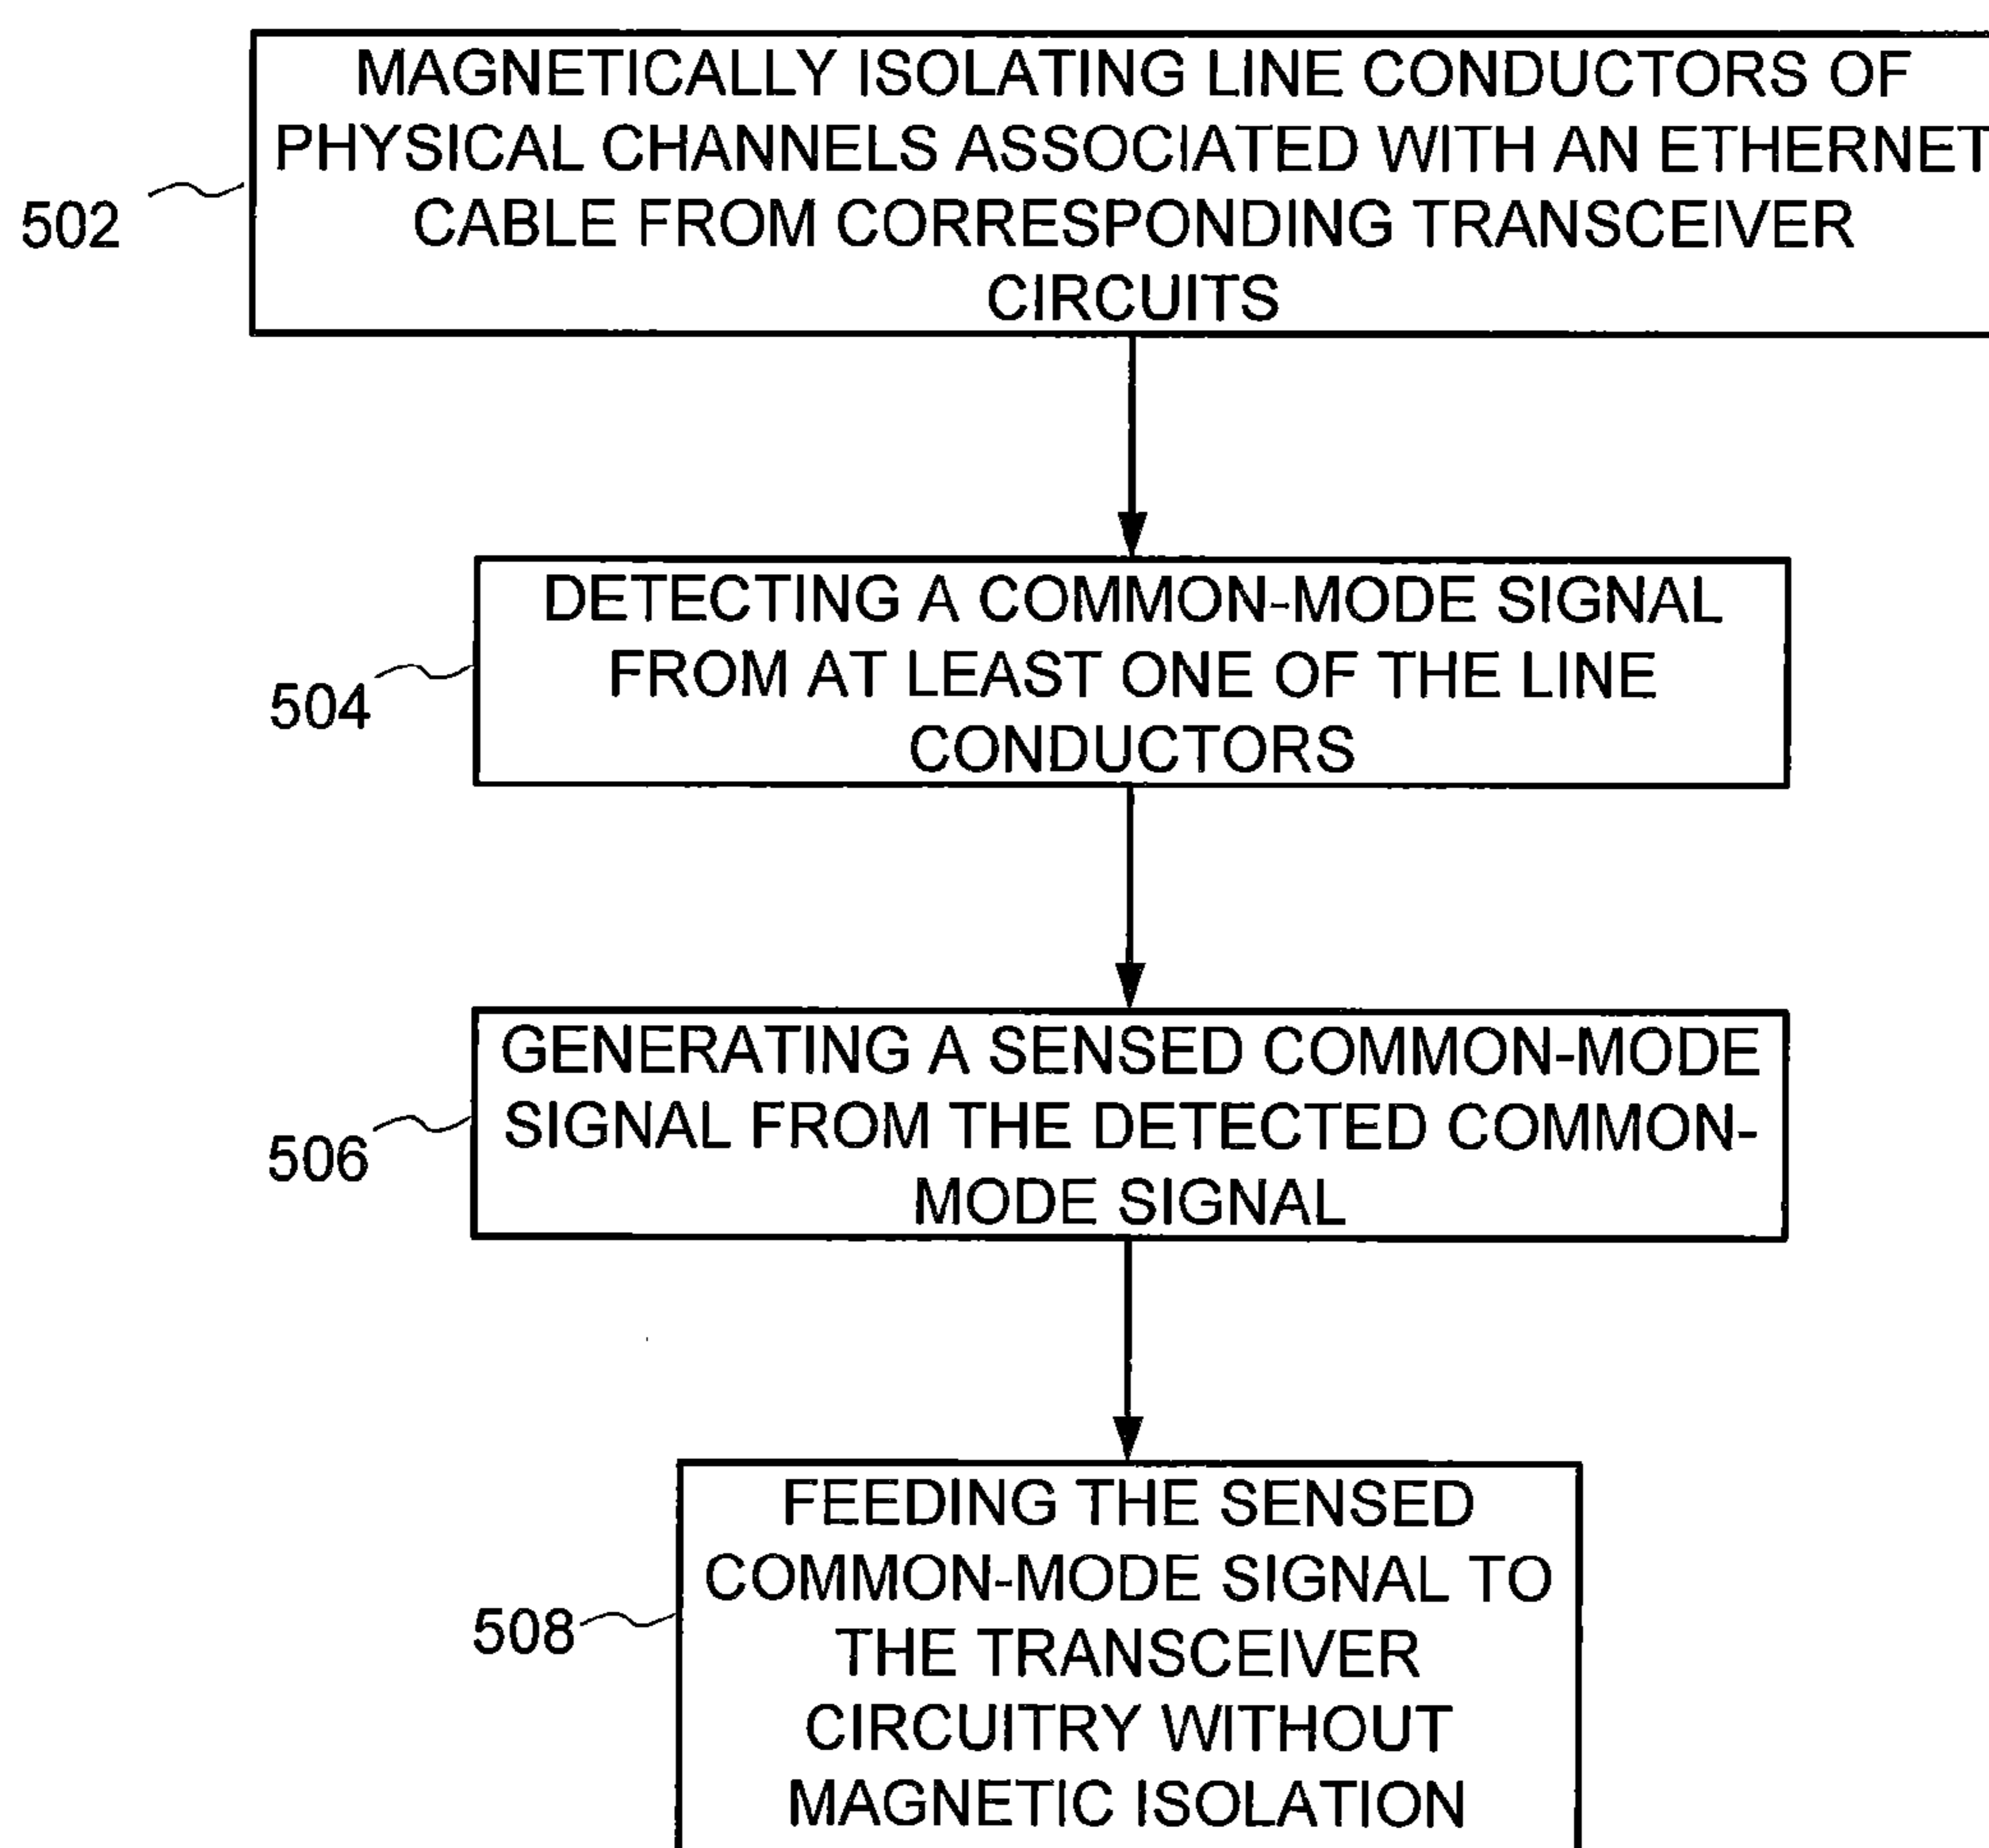 MAGNETICALLY ISOLATING LINE CONDUCTORS OF
PHYSICAL CHANNELS ASSOCIATED WITH AN ETHERNET
CABLE FROM CORRESPONDING TRANSCEIVER
CIRCUITS
502
DETECTING A COMMON-MODE SIGNAL
FROM AT LEAST ONE OF THE LINE
CONDUCTORS
504
GENERATING A SENSED COMMON-MODE
SIGNAL FROM THE DETECTED COMMON-
MODE SIGNAL
506
FEEDING THE SENSED
COMMON-MODE SIGNAL TO
THE TRANSCEIVER
CIRCUITRY WITHOUT
MAGNETIC ISOLATION
508